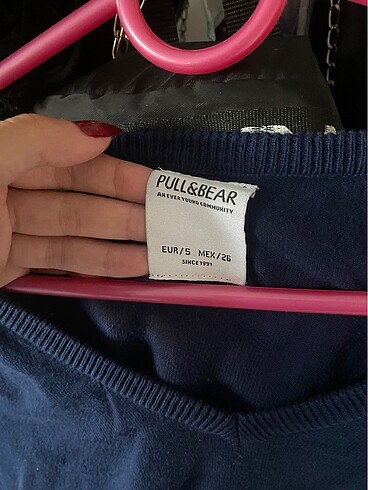 PULL&BEAR
AN EVER YOUNG COMMUNITY
EUR/S MEX/26
SINCE 1991